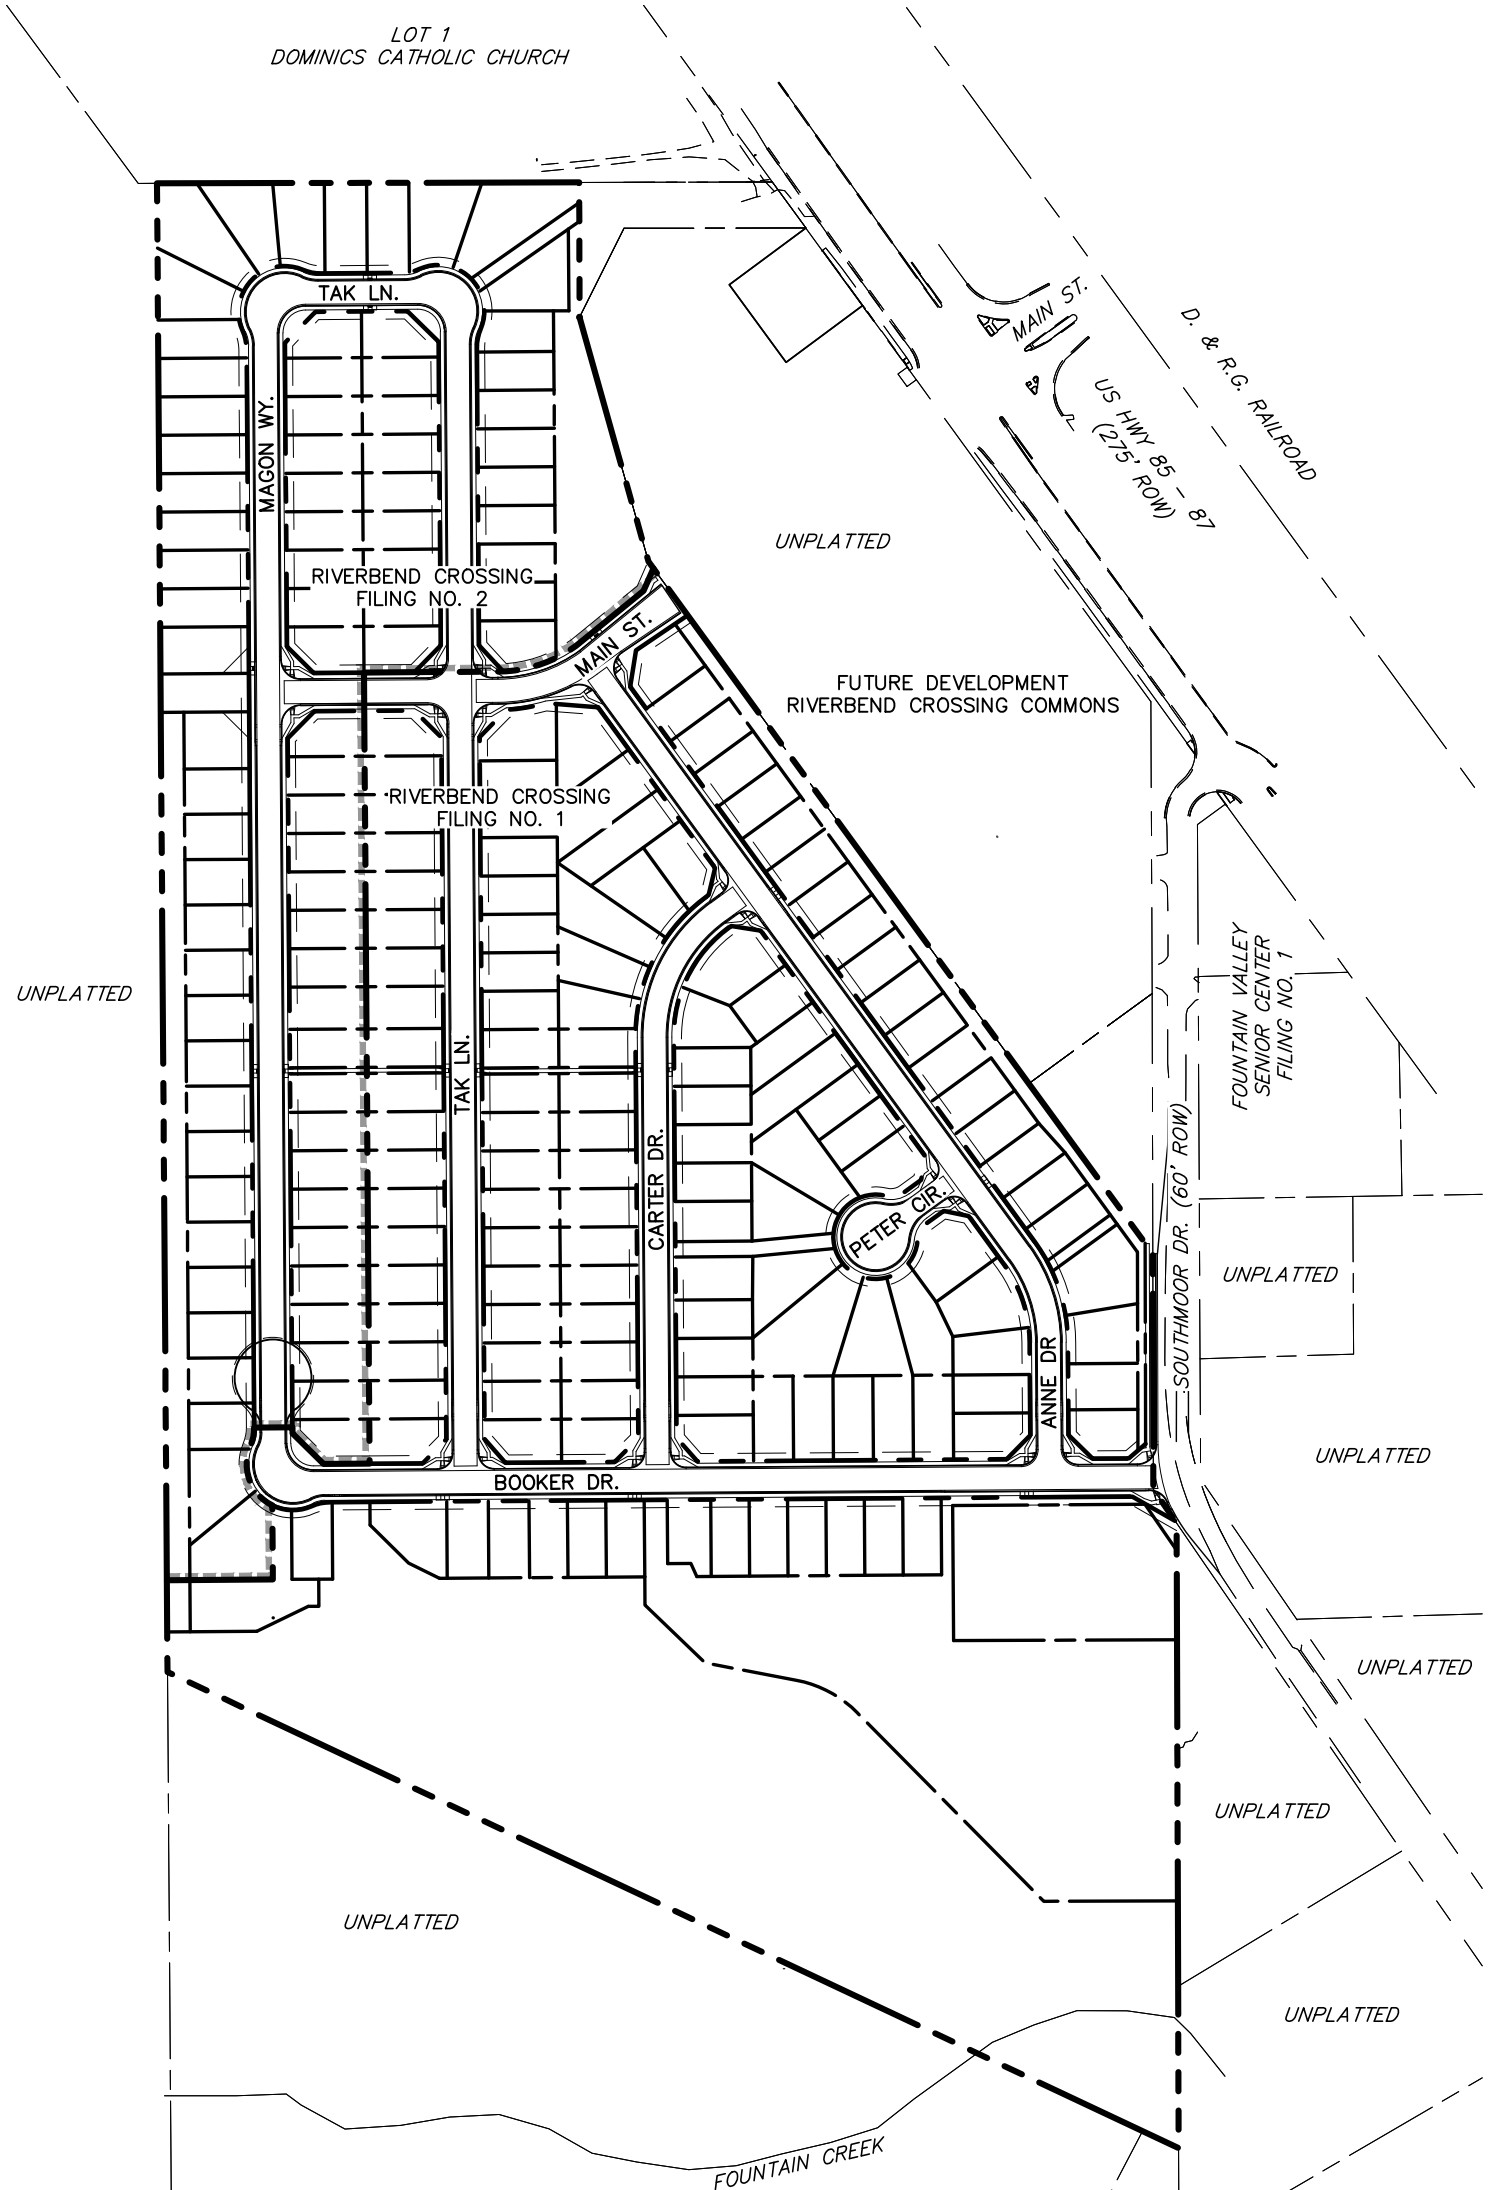 LOT 1
DOMINICS CATHOLIC CHURCH
TAK LN.
MAIN ST.
D. & R.G. RAILROAD
US HWY 85 - 87
(275' ROW)
MAGON WY.
UNPLATTED
RIVERBEND CROSSING
FILING NO. 2
MAIN ST.
FUTURE DEVELOPMENT
RIVERBEND CROSSING COMMONS
RIVERBEND CROSSING
FILING NO. 1
UNPLATTED
FOUNTAIN VALLEY
SENIOR CENTER
FILING NO. 1
TAK LN.
CARTER DR.
PETER CIR.
SOUTHMOOR DR. (60' ROW)
UNPLATTED
ANNE DR
UNPLATTED
BOOKER DR.
UNPLATTED
UNPLATTED
UNPLATTED
UNPLATTED
FOUNTAIN CREEK